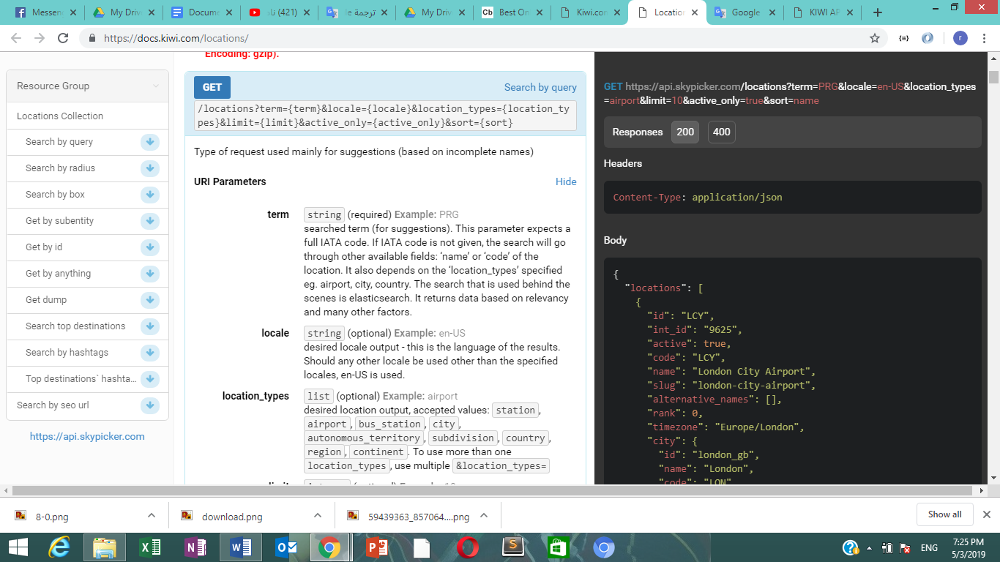 Messeng
My Driv
Docume
(421) ناد
ترجمة
My Driv
Best On
Kiwi.con
Location
Google
KIWI AP
https://docs.kiwi.com/locations/
Encoding: gzip).
Resource Group
Locations Collection
Search by query
Search by radius
Search by box
Get by subentity
Get by id
Get by anything
Get dump
Search top destinations
Search by hashtags
Top destinations` hashta...
Search by seo url
https://api.skypicker.com
GET
Search by query
/locations?term={term}&locale={locale}&location_types={location_ty
pes}&limit={limit}&active_only={active_only}&sort={sort}
Type of request used mainly for suggestions (based on incomplete names)
URI Parameters
Hide
term
string (required) Example: PRG
searched term (for suggestions). This parameter expects a
full IATA code. If IATA code is not given, the search will go
through other available fields: ‘name’ or ‘code’ of the
location. It also depends on the ‘location_types’ specified
eg. airport, city, country. The search that is used behind the
scenes is elasticsearch. It returns data based on relevancy
and many other factors.
locale
string (optional) Example: en-US
desired locale output - this is the language of the results.
Should any other locale be used other than the specified
locales, en-US is used.
location_types
list (optional) Example: airport
desired location output, accepted values: station,
airport, bus_station, city,
autonomous_territory, subdivision, country,
region, continent. To use more than one
location_types, use multiple &location_types=
GET https://api.skypicker.com/locations?term=PRG&locale=en-US&location_types
=airport&limit=10&active_only=true&sort=name
Responses 200 400
Headers
Content-Type: application/json
Body
{
"locations": [
{
"id": "LCY",
"int_id": "9625",
"active": true,
"code": "LCY",
"name": "London City Airport",
"slug": "london-city-airport",
"alternative_names": [],
"rank": 0,
"timezone": "Europe/London",
"city": {
"id": "london_gb",
"name": "London",
"code": "LON"
8-0.png
download.png
59439363_857064....png
Show all
ENG
7:25 PM
5/3/2019